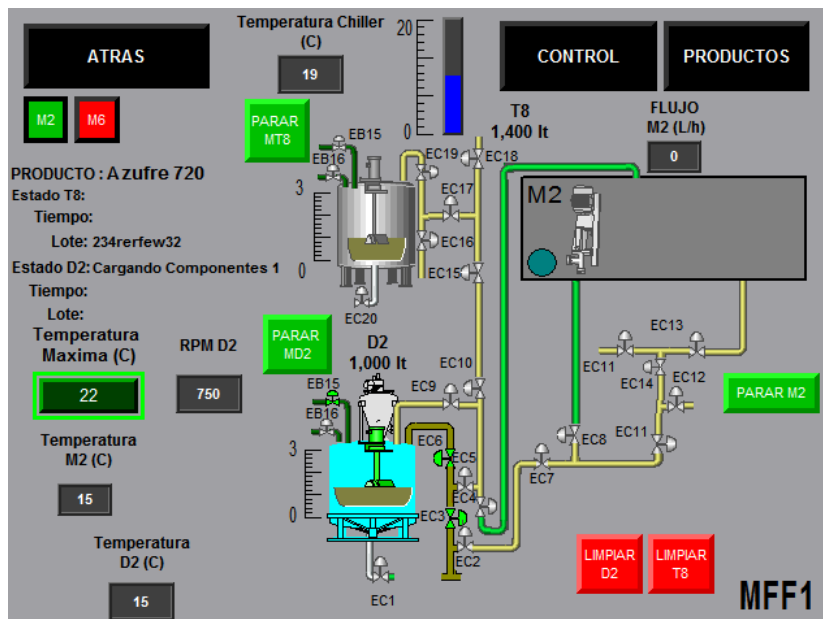 ATRAS
Temperatura Chiller
(C)
19
20
0
CONTROL
PRODUCTOS
M2
M6
PARAR
MT8
EB15
EB16
EC19
EC18
T8
1,400 lt
FLUJO
M2 (L/h)
0
PRODUCTO : Azufre 720
Estado T8:
Tiempo:
Lote: 234rerfew32
Estado D2: Cargando Componentes 1
Tiempo:
Lote:
3
0
EC17
EC16
EC15
EC20
M2
Temperatura
Maxima (C)
22
RPM D2
750
PARAR
MD2
D2
1,000 lt
EC10
EC9
EB15
EB16
EC6
EC5
EC4
EC3
EC2
EC1
3
0
EC13
EC11
EC14
EC12
PARAR M2
EC8
EC11
EC7
Temperatura
M2 (C)
15
Temperatura
D2 (C)
15
LIMPIAR
D2
LIMPIAR
T8
MFF1